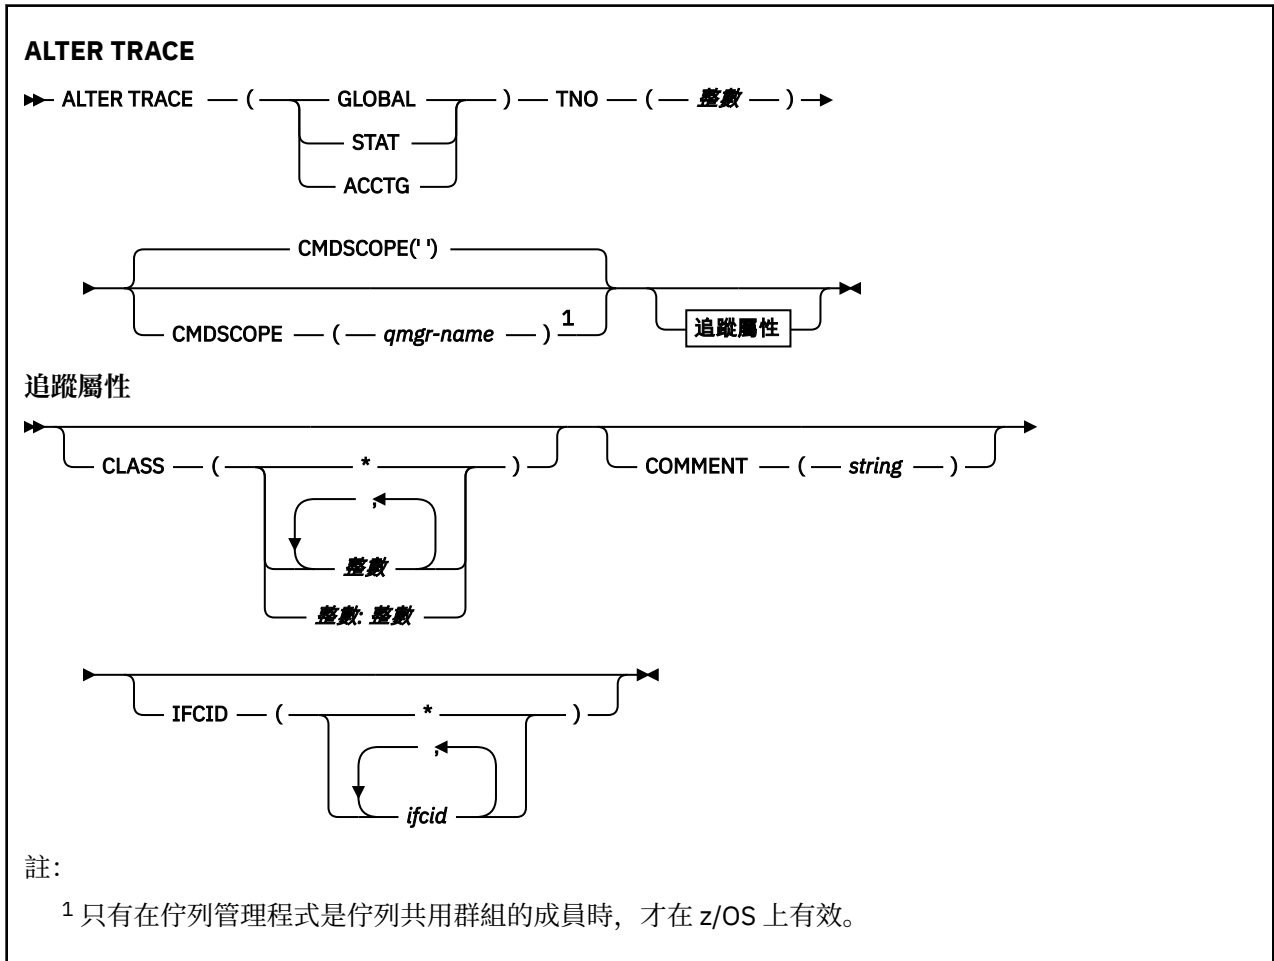 ALTER TRACE
ALTER TRACE ( GLOBAL ) TNO ( 整數 )
STAT
ACCTG
CMDSCOPE(' ')
CMDSCOPE ( qmgr-name ) 1
追蹤屬性
追蹤屬性
CLASS ( * ) COMMENT ( string )
,
整數
整數: 整數
IFCID ( * )
,
ifcid
註：
1 只有在佇列管理程式是佇列共用群組的成員時，才在 z/OS 上有效。